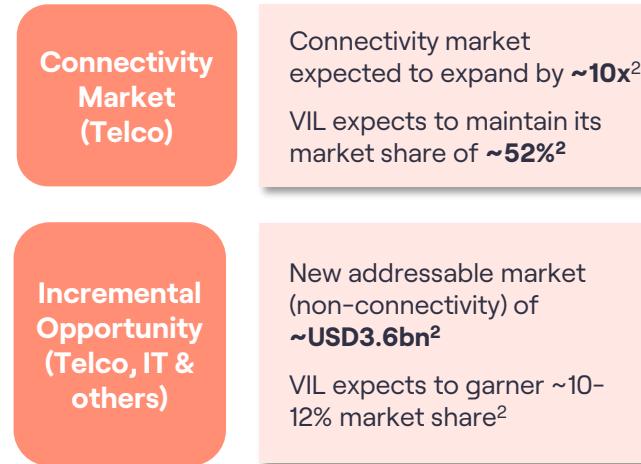 Connectivity
Market
(Telco)
Connectivity market
expected to expand by ~10x²
VIL expects to maintain its
market share of ~52%²
Incremental
Opportunity
(Telco, IT &
others)
New addressable market
(non-connectivity) of
~USD3.6bn²
VIL expects to garner ~10-
12% market share²